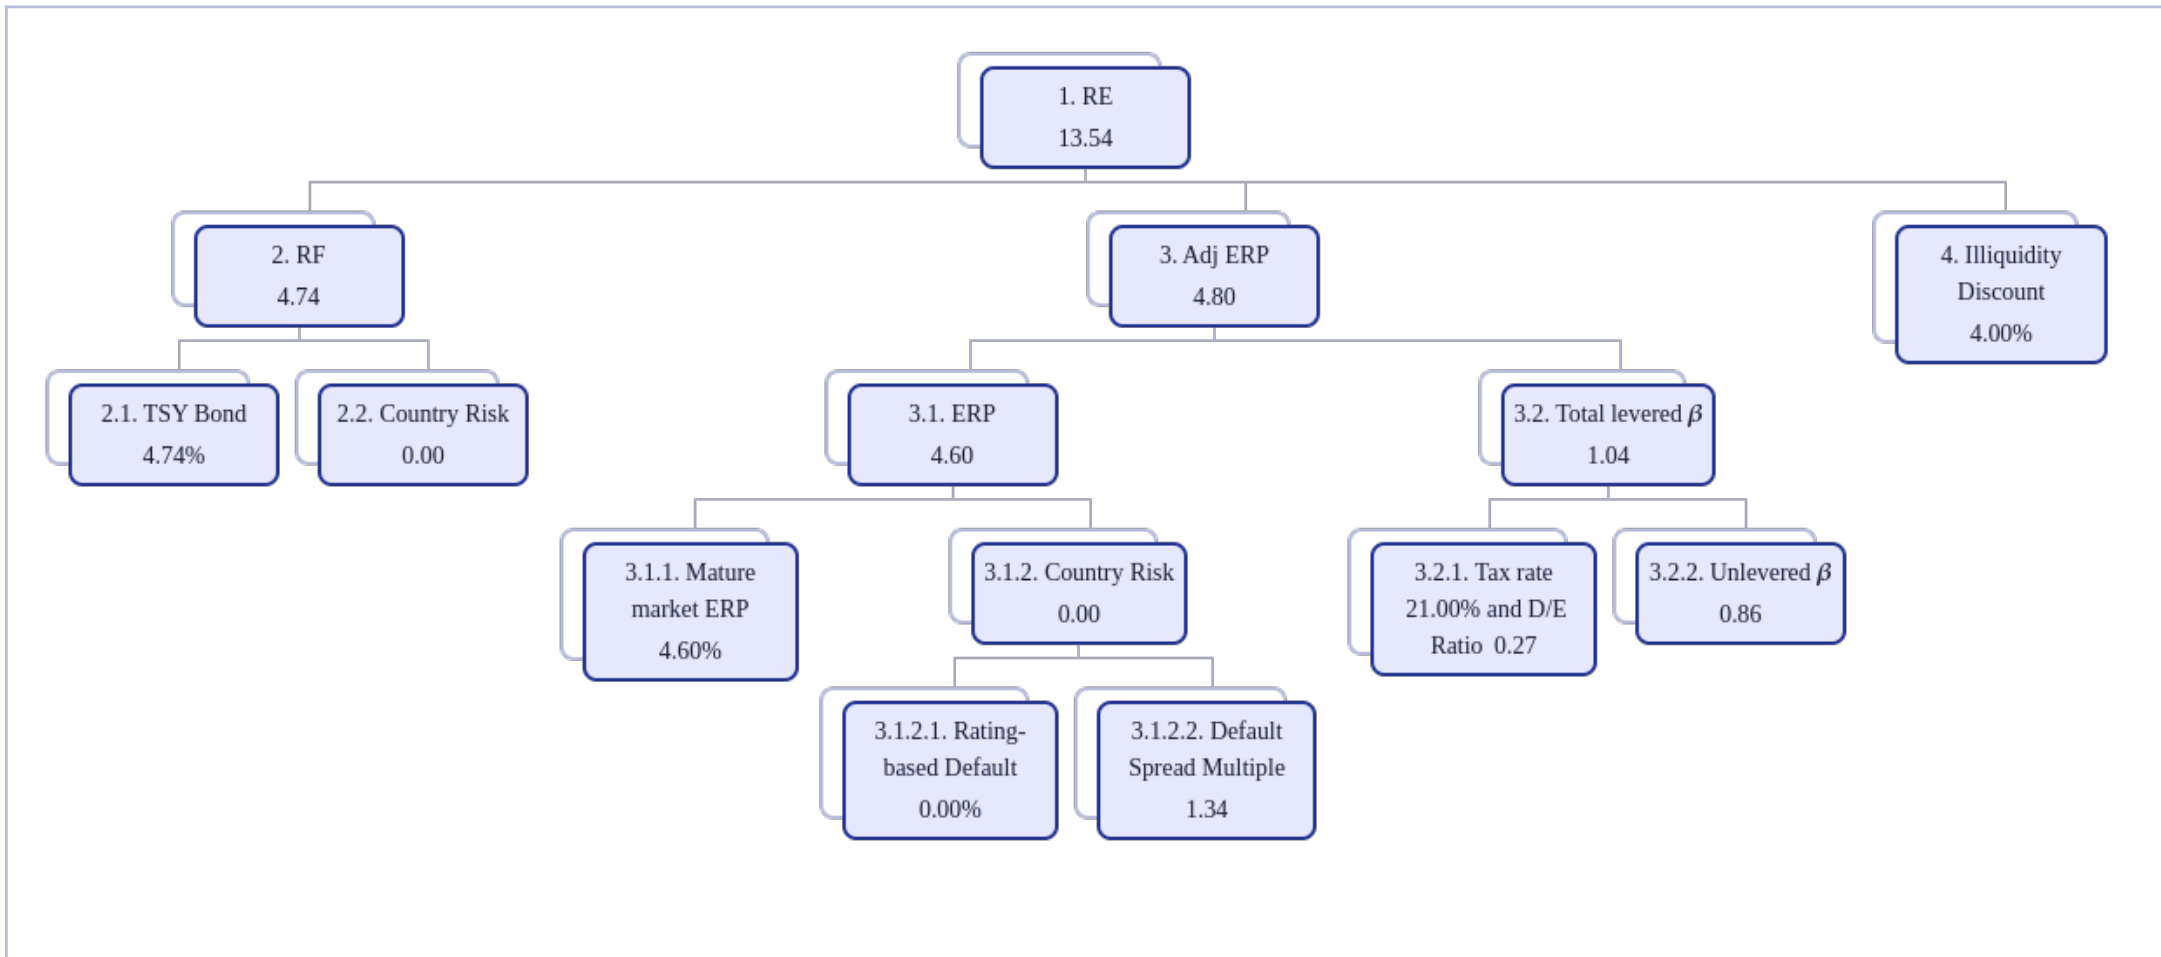 1. RE
13.54
2. RF
4.74
3. Adj ERP
4.80
4. Illiquidity
Discount
4.00%
2.1. TSY Bond
4.74%
2.2. Country Risk
0.00
3.1. ERP
4.60
3.2. Total levered β
1.04
3.1.1. Mature
market ERP
4.60%
3.1.2. Country Risk
0.00
3.2.1. Tax rate
21.00% and D/E
Ratio  0.27
3.2.2. Unlevered β
0.86
3.1.2.1. Rating-
based Default
0.00%
3.1.2.2. Default
Spread Multiple
1.34